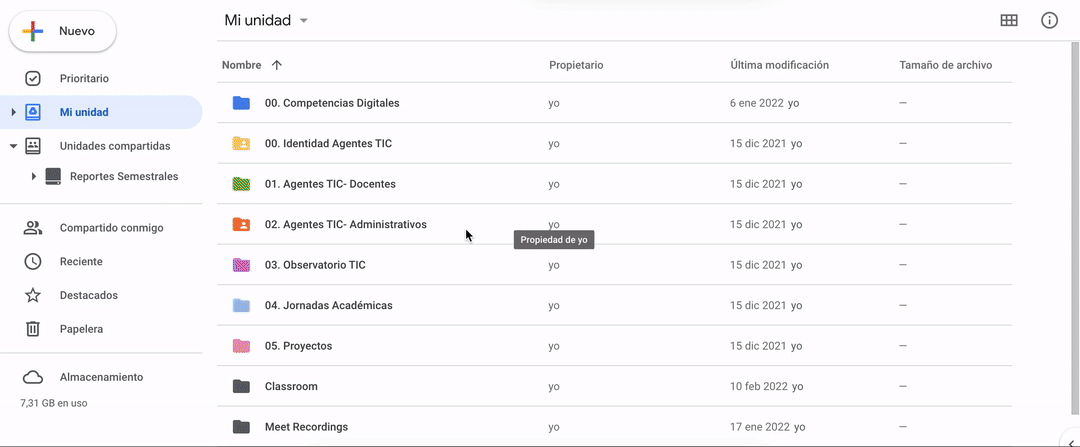 Nuevo
Prioritario
Mi unidad
Unidades compartidas
Reportes Semestrales
Compartido conmigo
Reciente
Destacados
Papelera
Almacenamiento
7,31 GB en uso
Mi unidad
Nombre Propietario Última modificación Tamaño de archivo
00. Competencias Digitales yo 6 ene 2022 yo —
00. Identidad Agentes TIC yo 15 dic 2021 yo —
01. Agentes TIC- Docentes yo 15 dic 2021 yo —
02. Agentes TIC- Administrativos yo 15 dic 2021 yo —
Propiedad de yo
03. Observatorio TIC yo 15 dic 2021 yo —
04. Jornadas Académicas yo 15 dic 2021 yo —
05. Proyectos yo 15 dic 2021 yo —
Classroom yo 10 feb 2022 yo —
Meet Recordings yo 17 ene 2022 yo —